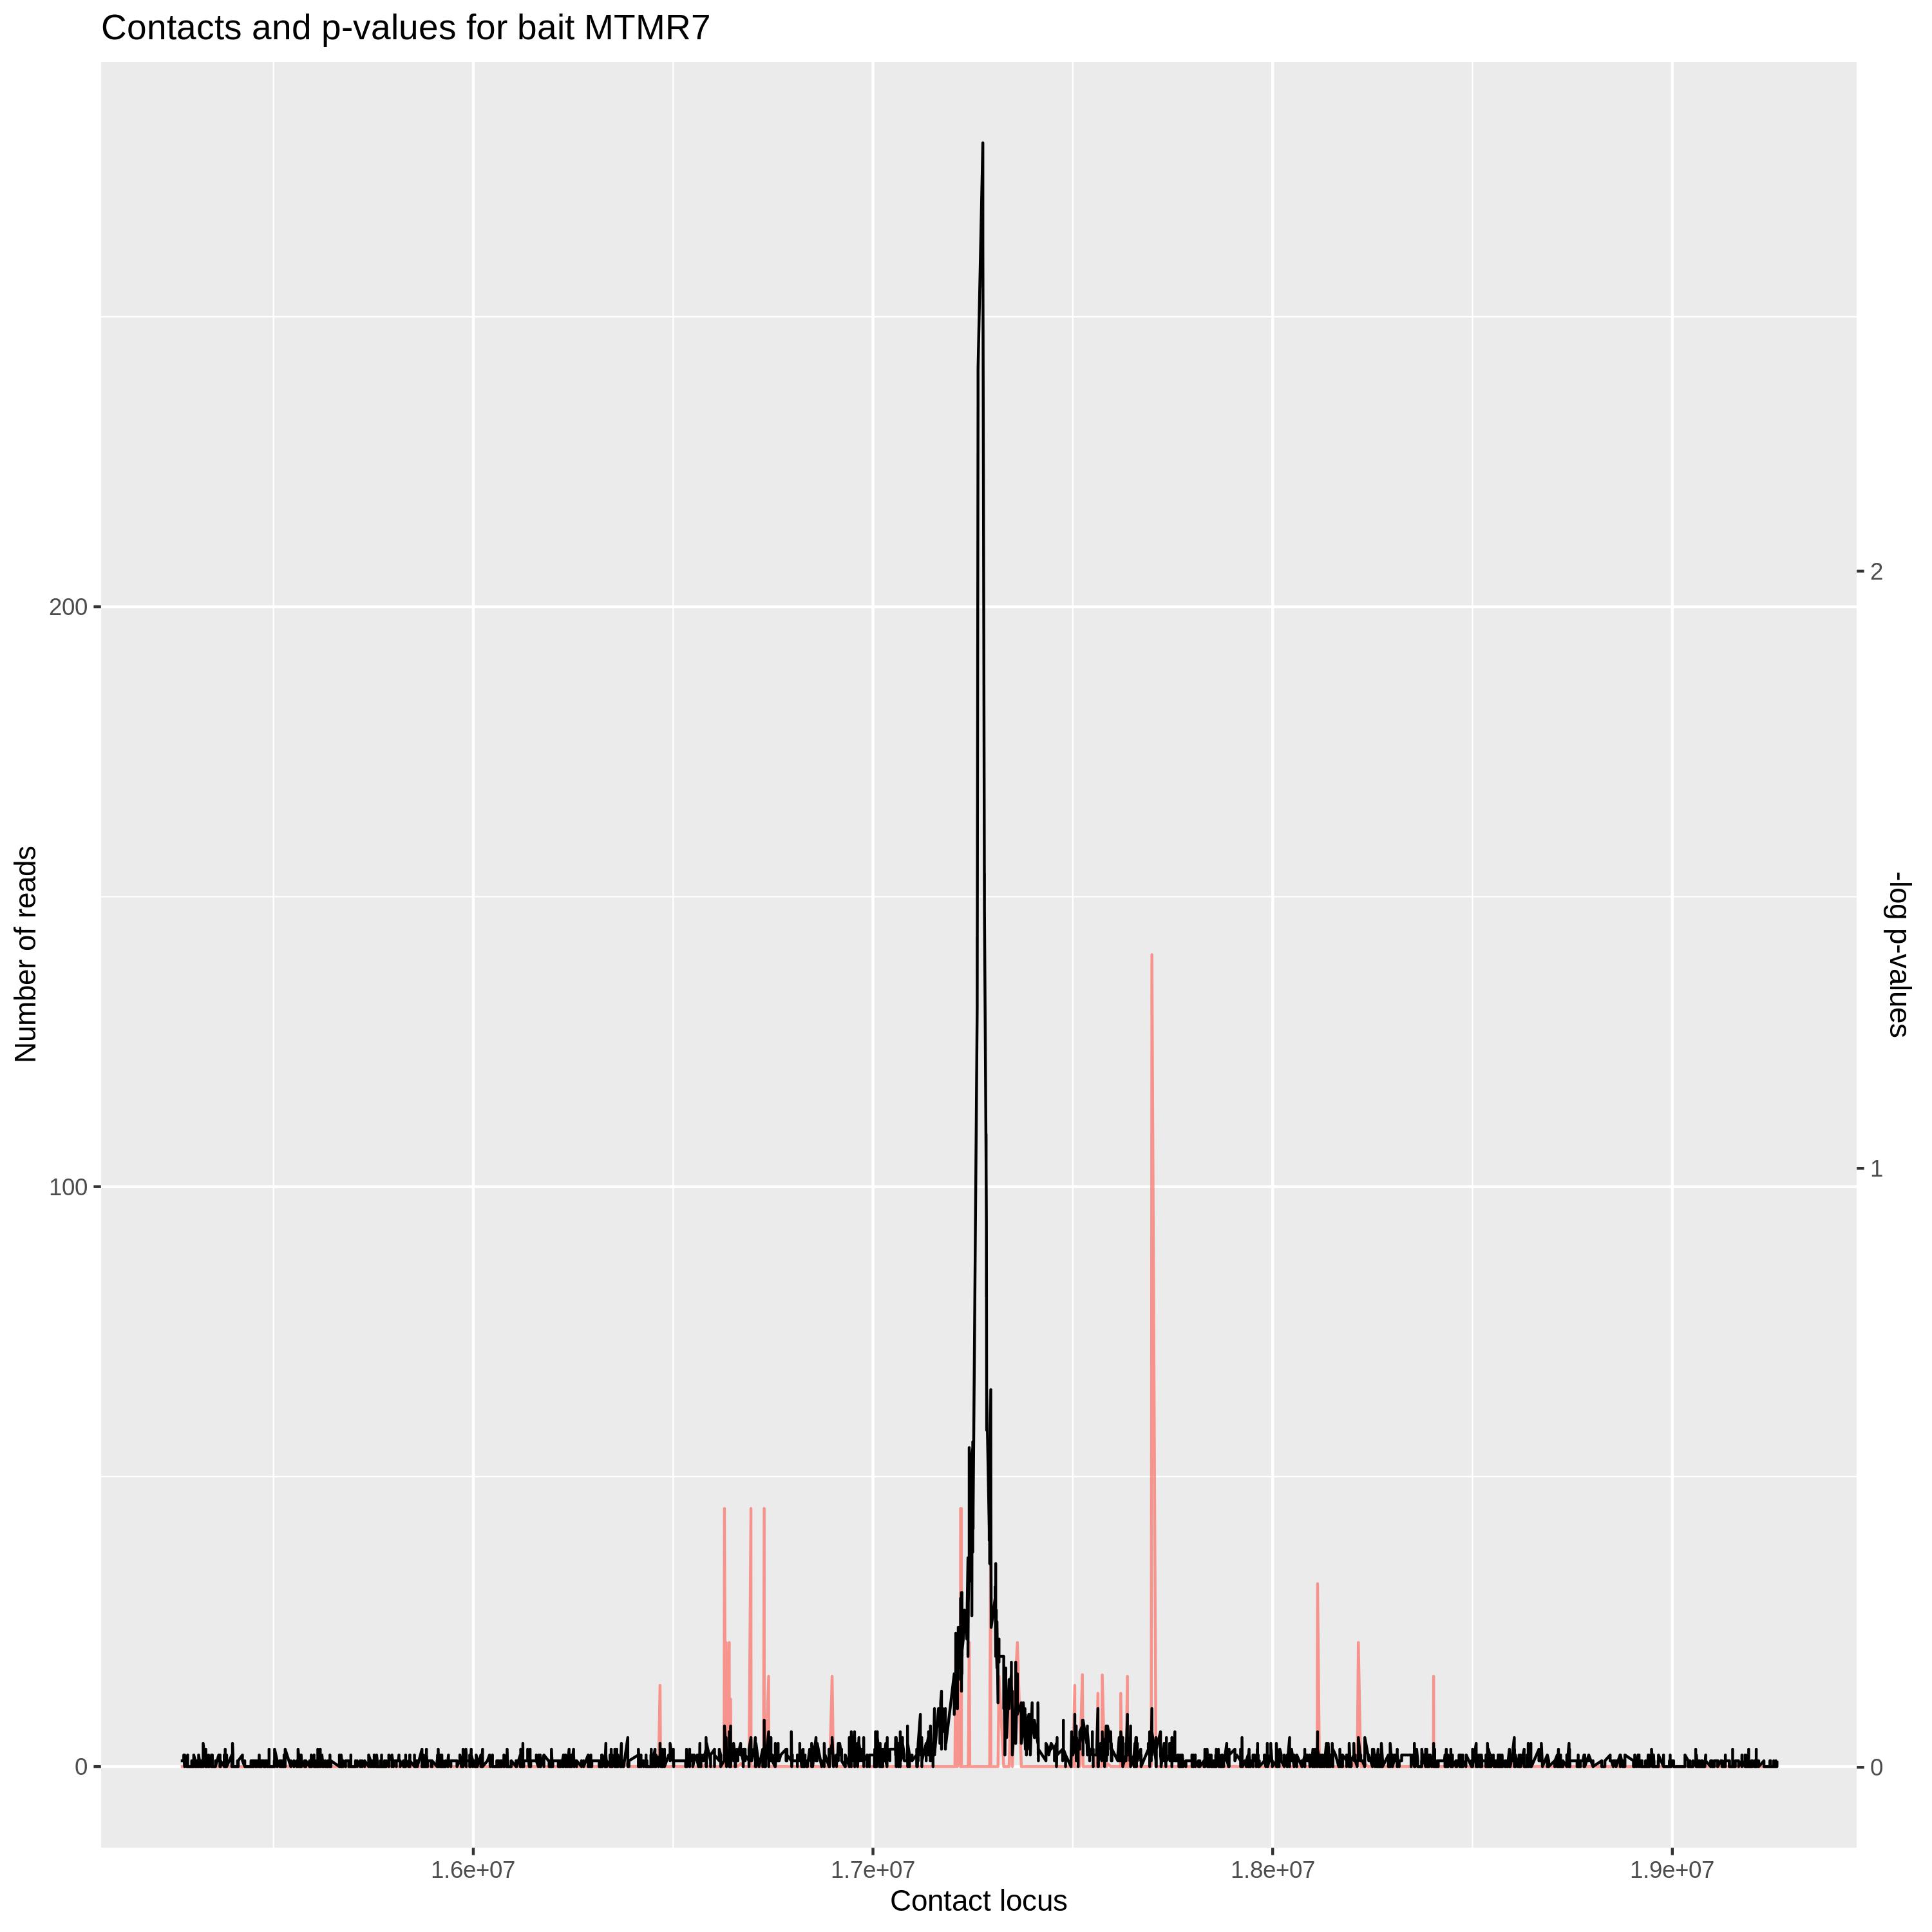 Contacts and p-values for bait MTMR7
Number of reads
200
100
0
-log p-values
2
1
0
1.6e+07 1.7e+07 1.8e+07 1.9e+07
Contact locus